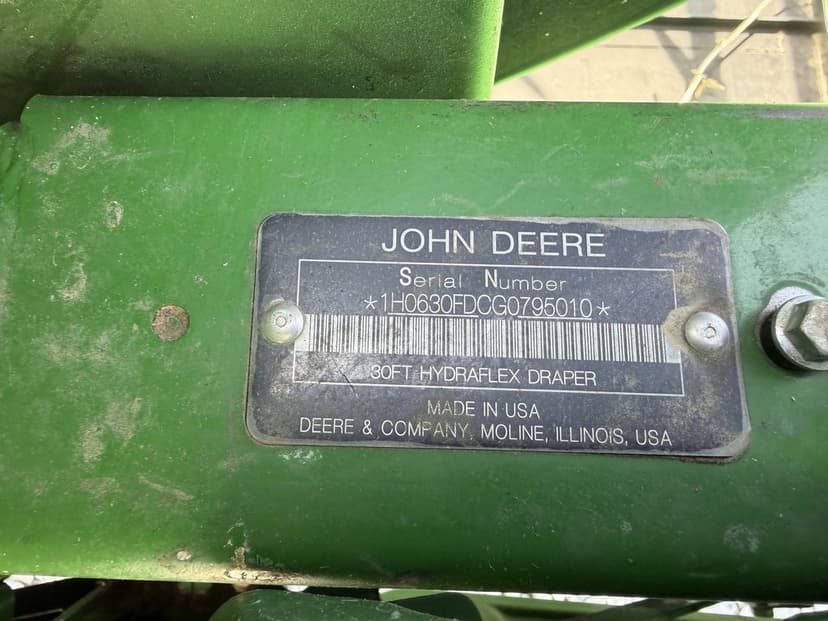 JOHN DEERE
Serial Number
*1H0630FDCG0795010*
30FT HYDRAFLEX DRAPER
MADE IN USA
DEERE & COMPANY, MOLINE, ILLINOIS, USA